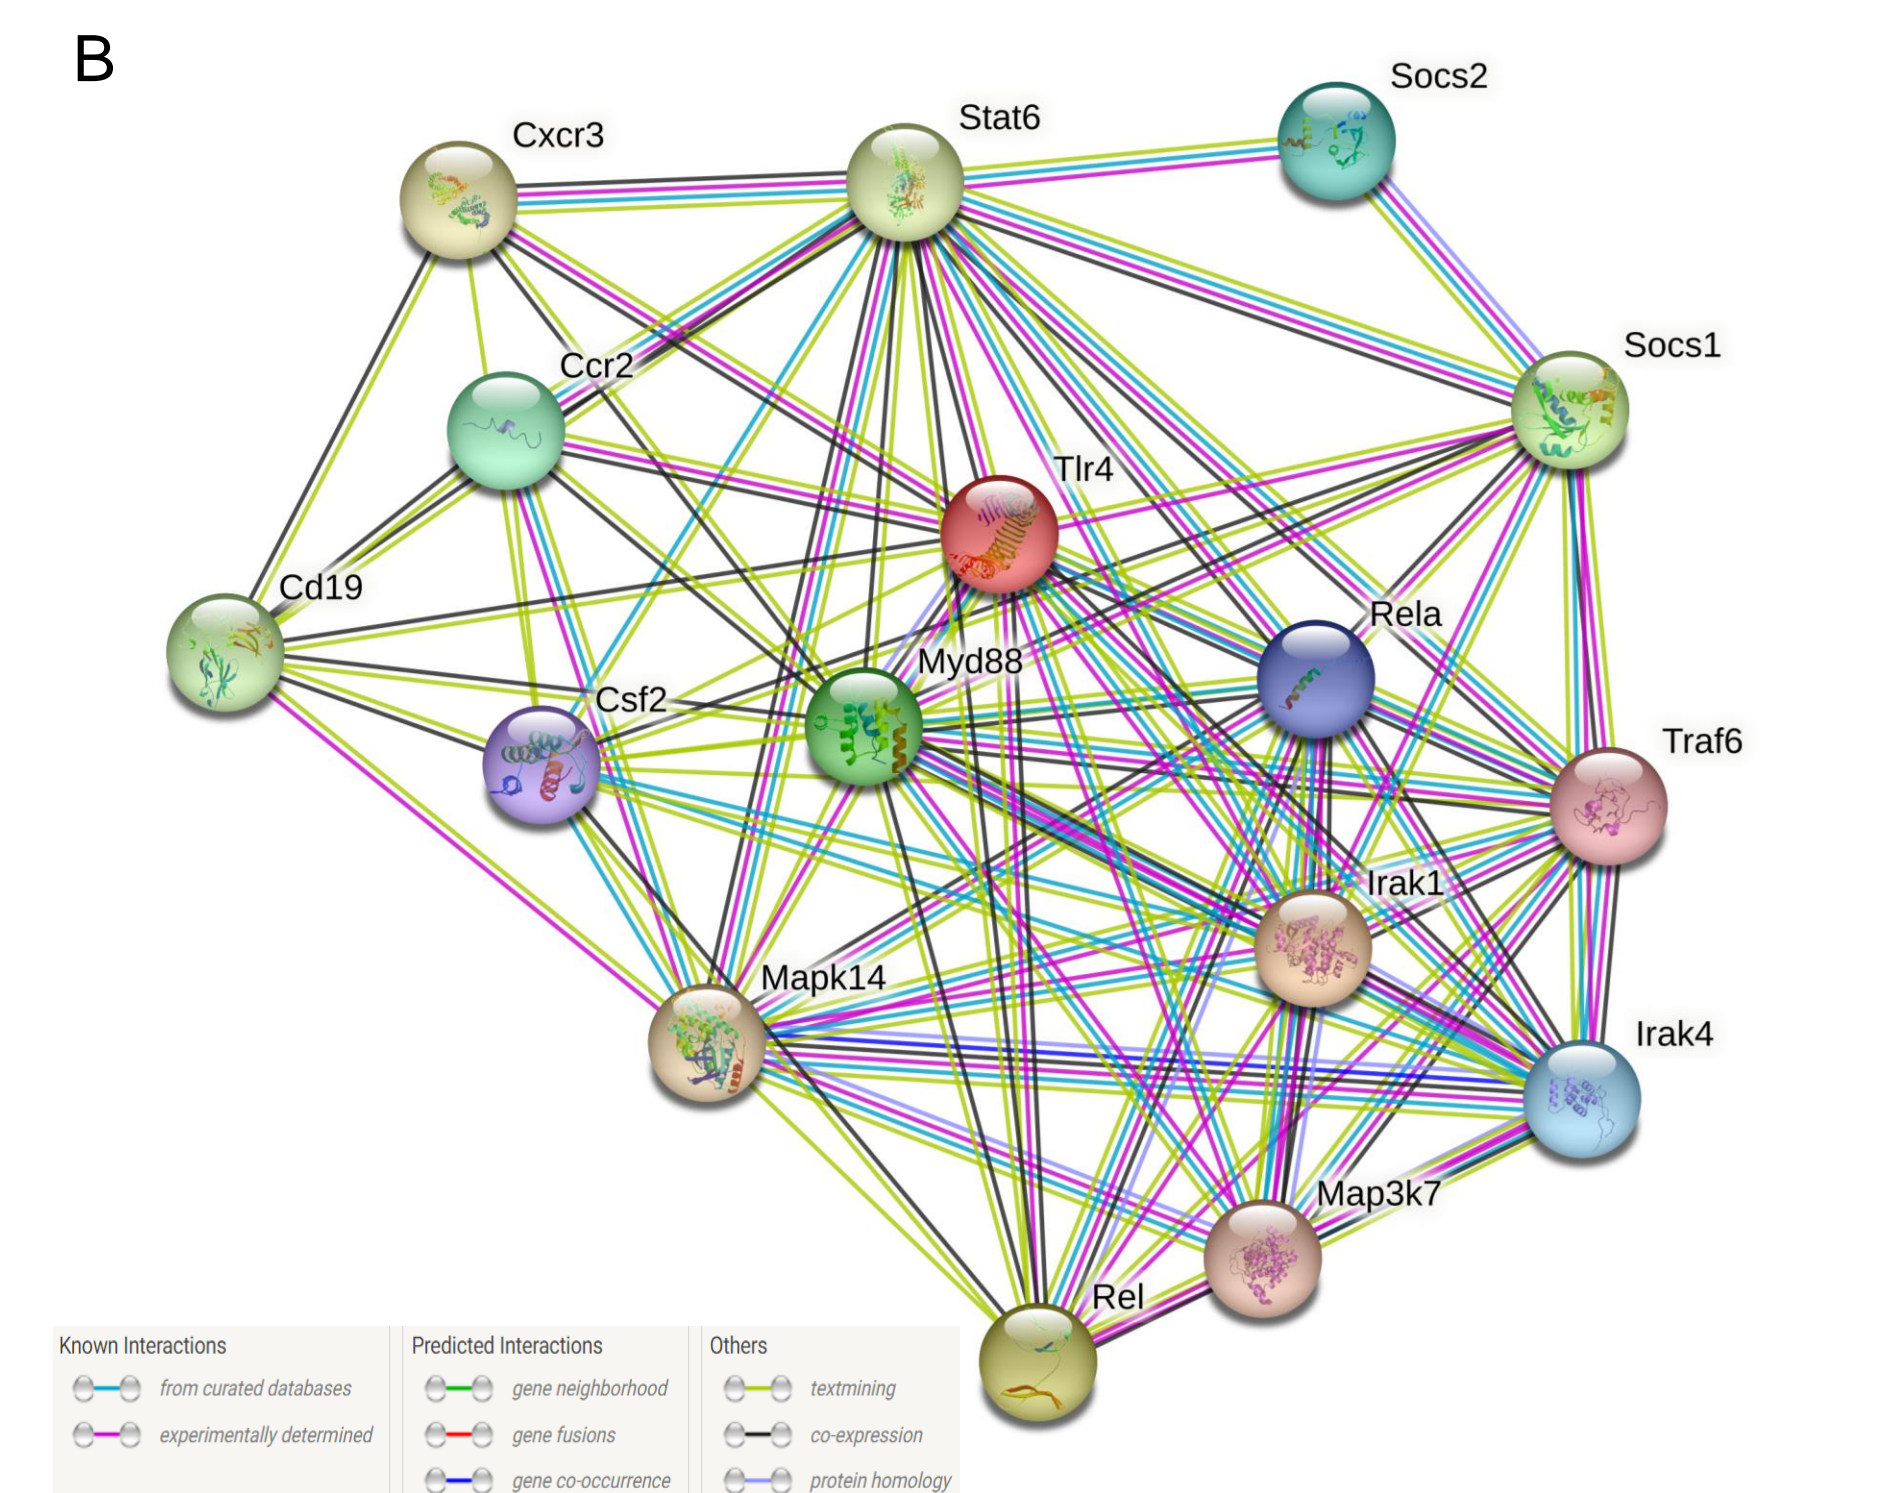 B
Socs2
Stat6
Cxcr3
Socs1
Ccr2
Tlr4
Cd19
Rela
Myd88
Csf2
Traf6
Irak1
Mapk14
Irak4
Map3k7
Rel
Known Interactions
from curated databases
experimentally determined
Predicted Interactions
gene neighborhood
gene fusions
gene co-occurrence
Others
textmining
co-expression
protein homology